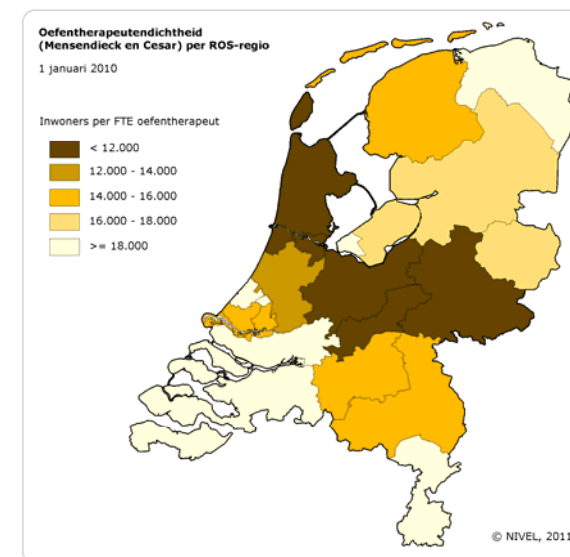 Oefentherapeutendichtheid
(Mensendieck en Cesar) per ROS-regio
1 januari 2010
Inwoners per FTE oefentherapeut
< 12.000
12.000 - 14.000
14.000 - 16.000
16.000 - 18.000
>= 18.000
© NIVEL, 2011